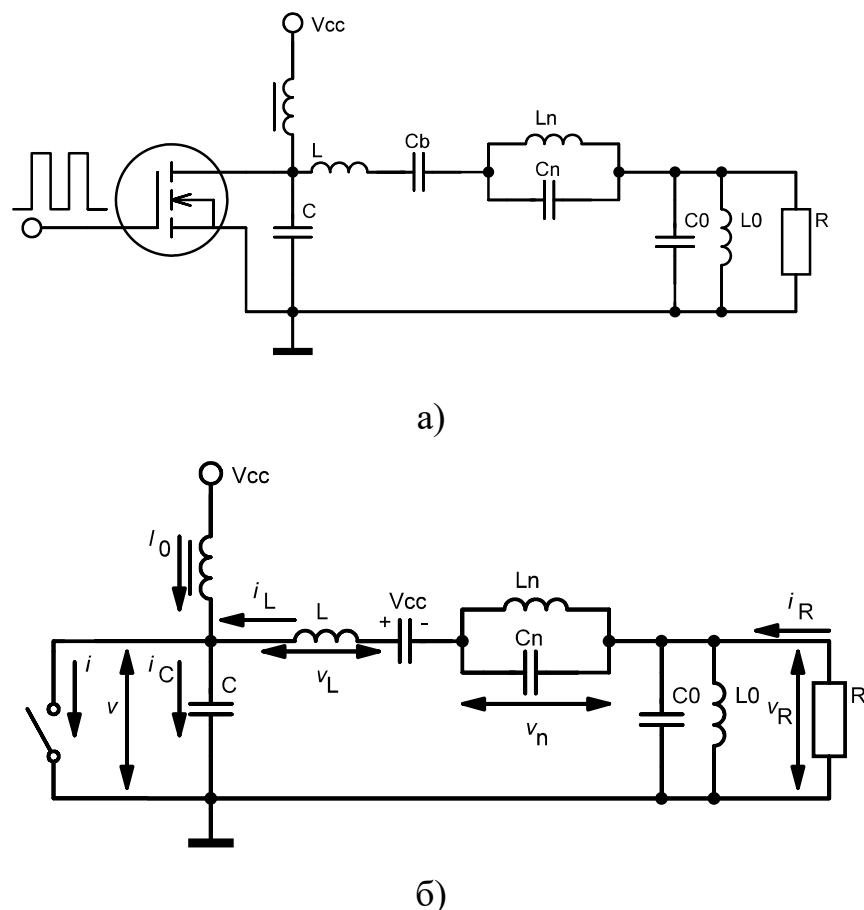 Vcc
Ln
L
Cb
Cn
C
C0
L0
R
а)
Vcc
I0
iL
L
Vcc
+ -
Ln
iR
Cn
i
v
iC
C
vL
vn
C0
L0
vR
R
б)